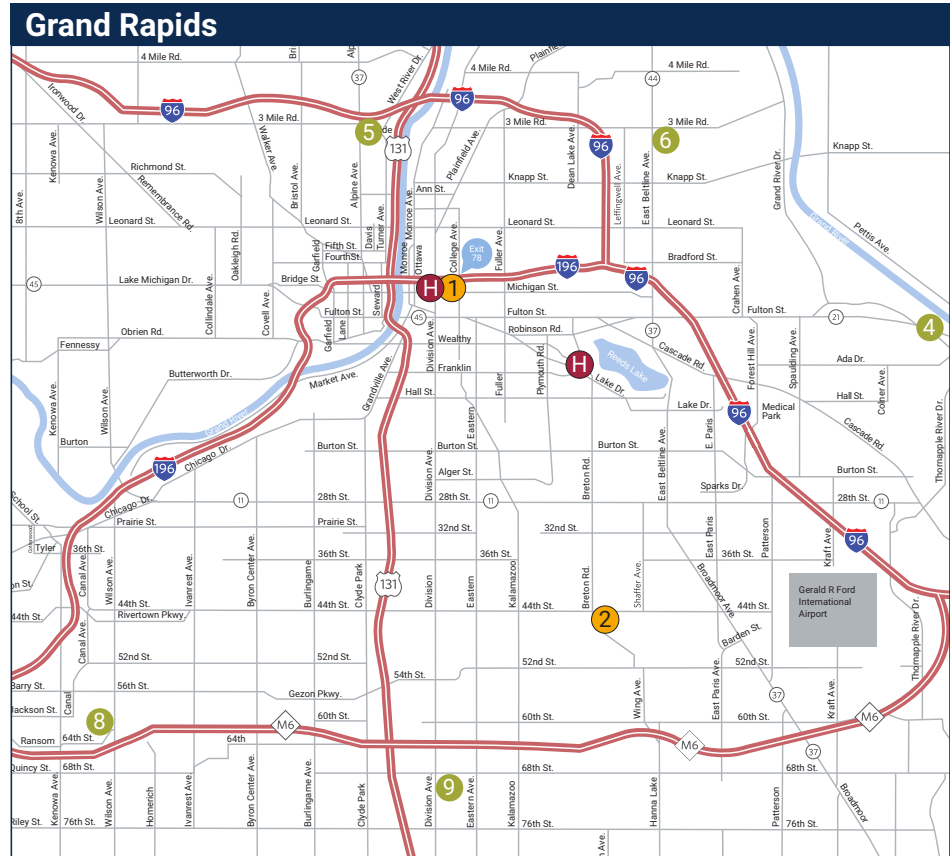 Grand Rapids
4 Mile Rd.
Bri
Alp
37
West River Dr.
Plainfie
4 Mile Rd.
44
4 Mile Rd.
Ironwood Dr.
96
96
3 Mile Rd.
5
de
131
3 Mile Rd.
96
3 Mile Rd.
6
Kenowa Ave.
Walker Ave.
Plainfield Ave.
Dean Lake Ave.
Knapp St.
Richmond St.
Bristol Ave.
Alpine Ave.
Ann St.
Knapp St.
Leffingwell Ave.
East Beltline Ave.
Knapp St.
Grand River Dr.
8th Ave.
Wilson Ave.
Remembrance Rd.
Leonard St.
Oakleigh Rd.
Leonard St.
Davis
Turner Ave.
Monroe Ave.
Monroe
Ottawa
College Ave.
Fuller Ave.
Leonard St.
Leonard St.
Grand River
Pettis Ave.
Garfield
Fifth St.
FourthSt.
Exit
78
Bradford St.
45
Lake Michigan Dr.
Collindale Ave.
Covell Ave.
Bridge St.
Seward
H
1
196
96
Michigan St.
Crahen Ave.
Fulton St.
Garfield
Lane
45
Fulton St.
Fulton St.
21
4
Obrien Rd.
Fennessy
Division Ave.
Wealthy
Robinson Rd.
37
Cascade Rd.
Forest Hill Ave.
Spaulding Ave.
Ada Dr.
Butterworth Dr.
Market Ave.
Grandville Ave.
Franklin
Fuller
Plymouth Rd.
H
Reeds Lake
Lake Dr.
Kenowa Ave.
Wilson Ave.
Hall St.
Lake Dr.
96
Medical
Park
Hall St.
Colner Ave.
Grand River
Eastern
E. Paris
Cascade Rd.
Thornapple River Dr.
Burton
196
Chicago Dr.
Burton St.
Burton St.
Burton St.
Division Ave.
Alger St.
Breton Rd.
East Beltline Ave.
Burton St.
Sparks Dr.
School St.
Chicago Dr.
11
28th St.
28th St.
11
28th St.
11
Prairie St.
Prairie St.
32nd St.
32nd St.
East Paris
Patterson
Kraft Ave.
96
Tyler
36th St.
36th St.
36th St.
36th St.
Canal Ave.
Wilson Ave.
Ivanrest Ave.
Byron Center Ave.
Burlingame
Clyde Park
131
Division
Eastern
Kalamazoo
Breton Rd.
Shaffer Ave.
Broadmoor Ave.
Gerald R Ford
International
Airport
on St.
44th St.
44th St.
44th St.
44th St.
44th St.
Rivertown Pkwy.
2
Barden St.
Thornapple River Dr.
Canal Ave.
52nd St.
52nd St.
54th St.
52nd St.
52nd St.
Barry St.
56th St.
Gezon Pkwy.
Wing Ave.
East Paris Ave.
37
Kraft Ave.
Jackson St.
Canal
8
M6
60th St.
60th St.
60th St.
M6
Ransom
64th St.
64th
M6
37
Quincy St.
68th St.
68th St.
68th St.
Kenowa Ave.
Wilson Ave.
Homrich
Ivanrest Ave.
Byron Center Ave.
Burlingame Ave.
Clyde Park
Division Ave.
9
Eastern Ave.
Kalamazoo
Hanna Lake
Patterson
Broadmoor
Riley St.
76th St.
76th St.
76th St.
n Ave.